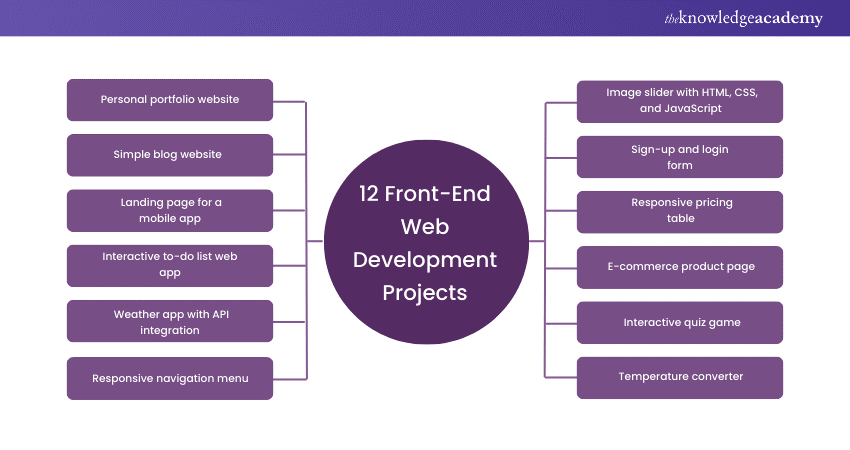 theknowledgeacademy
Personal portfolio website
Simple blog website
Landing page for a
mobile app
Interactive to-do list web
app
Weather app with API
integration
Responsive navigation menu
12 Front-End
Web
Development
Projects
Image slider with HTML, CSS,
and JavaScript
Sign-up and login
form
Responsive pricing
table
E-commerce product page
Interactive quiz game
Temperature converter